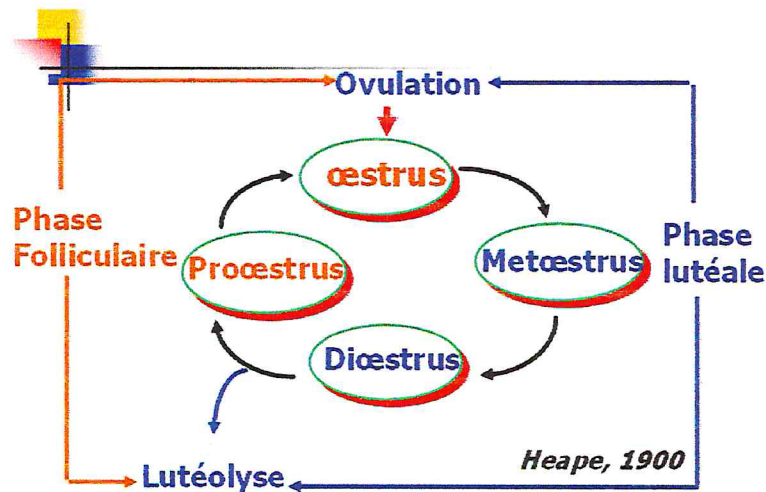 Ovulation
œstrus
Phase
Folliculaire
Proœstrus
Metœstrus
Phase
lutéale
Diœstrus
Heape, 1900
Lutéolyse